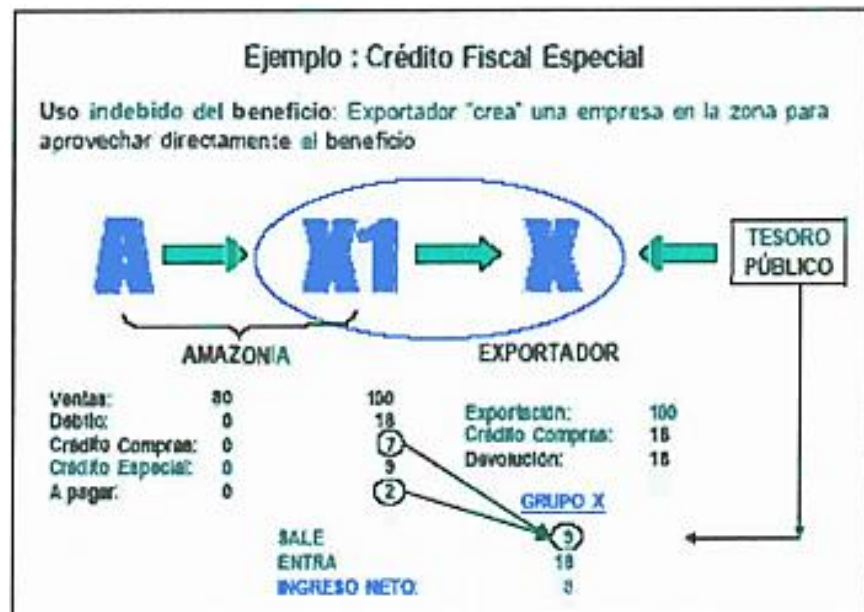 Ejemplo : Crédito Fiscal Especial
Uso indebido del beneficio: Exportador "crea" una empresa en la zona para
aprovechar directamente el beneficio
A X1 X TESORO
PÚBLICO
AMAZONIA EXPORTADOR
Ventas: 80 100
Débito: 0 18
Crédito Compras: 0 7
Crédito Especial: 0 9
A pagar: 0 2
Exportación: 100
Crédito Compras: 18
Devolución: 18
GRUPO X
SALE 9
ENTRA 18
INGRESO NETO: